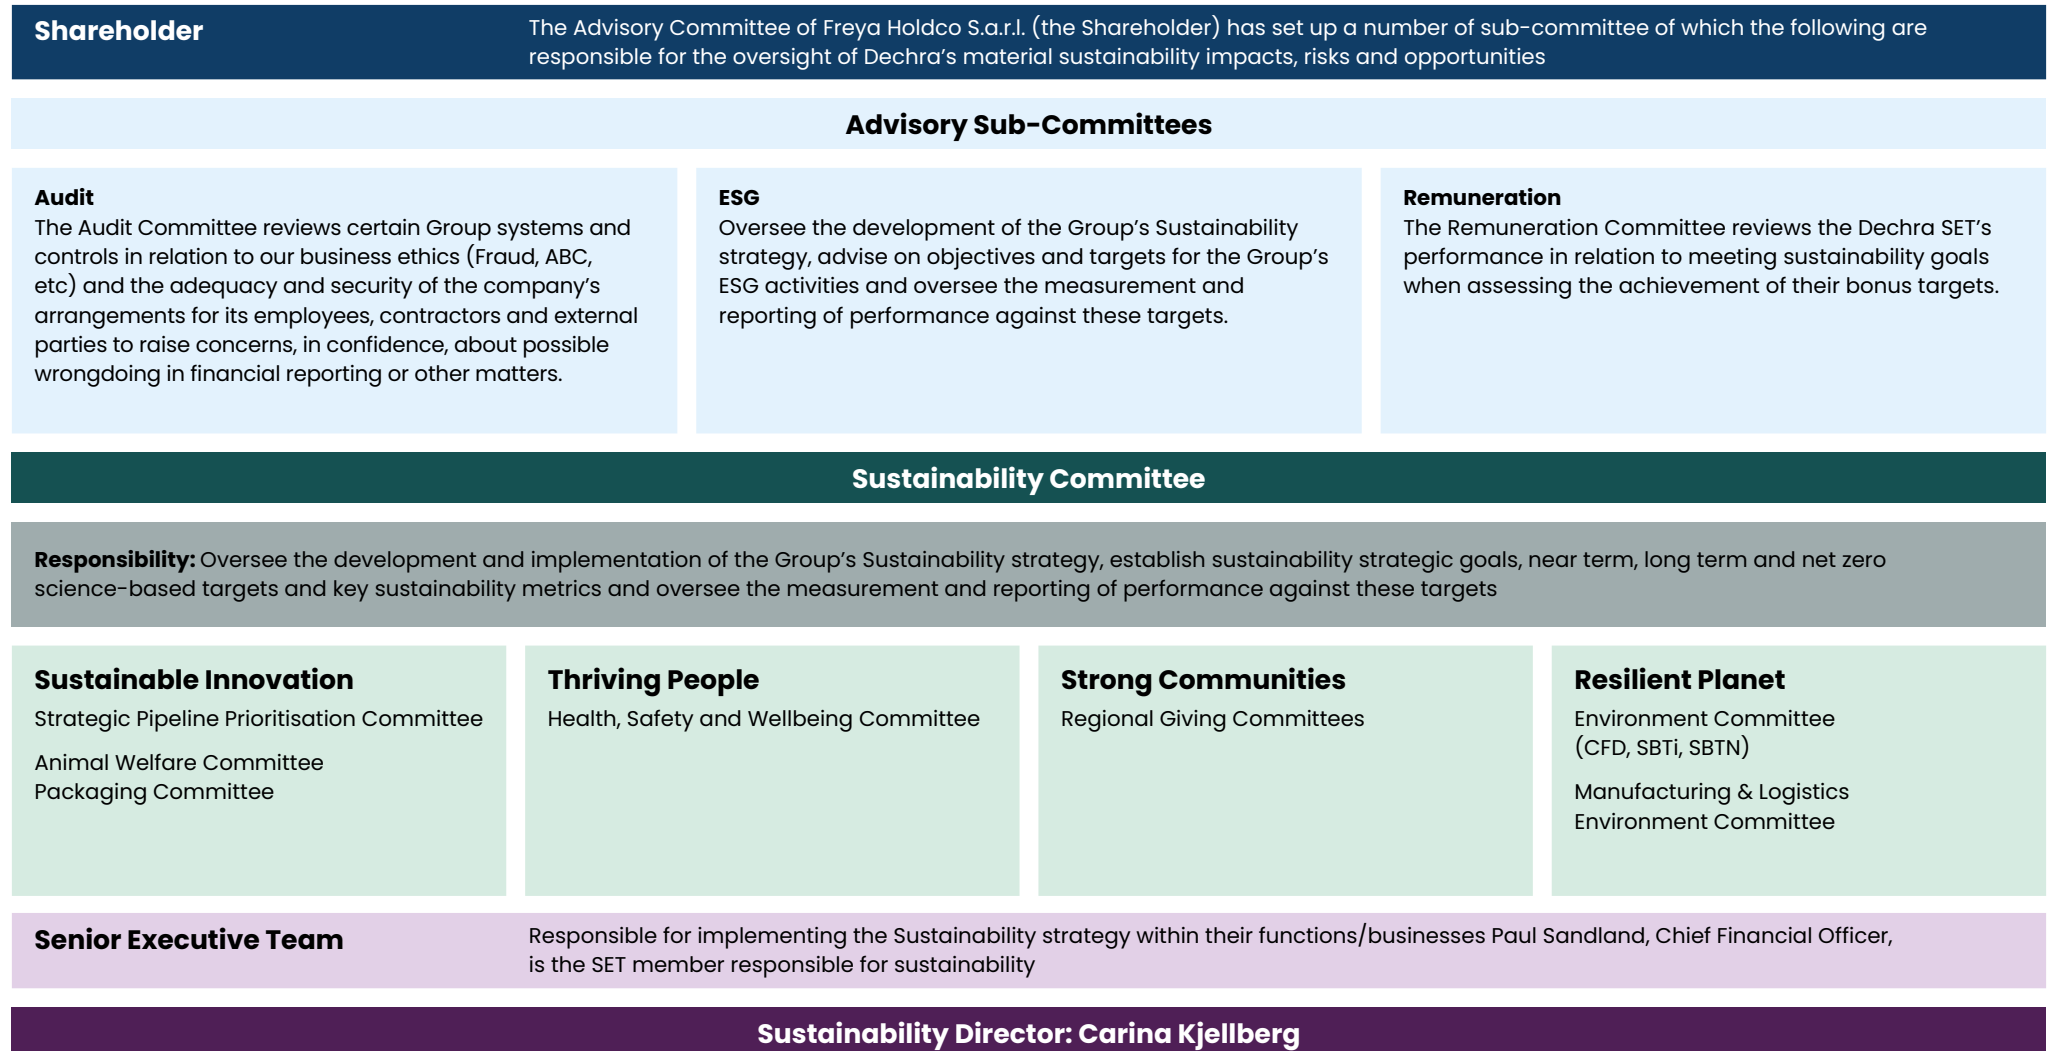 Shareholder
The Advisory Committee of Freya Holdco S.a.r.l. (the Shareholder) has set up a number of sub-committee of which the following are
responsible for the oversight of Dechra’s material sustainability impacts, risks and opportunities
Advisory Sub-Committees
Audit
The Audit Committee reviews certain Group systems and
controls in relation to our business ethics (Fraud, ABC,
etc) and the adequacy and security of the company’s
arrangements for its employees, contractors and external
parties to raise concerns, in confidence, about possible
wrongdoing in financial reporting or other matters.
ESG
Oversee the development of the Group’s Sustainability
strategy, advise on objectives and targets for the Group’s
ESG activities and oversee the measurement and
reporting of performance against these targets.
Remuneration
The Remuneration Committee reviews the Dechra SET’s
performance in relation to meeting sustainability goals
when assessing the achievement of their bonus targets.
Sustainability Committee
Responsibility: Oversee the development and implementation of the Group’s Sustainability strategy, establish sustainability strategic goals, near term, long term and net zero
science-based targets and key sustainability metrics and oversee the measurement and reporting of performance against these targets
Sustainable Innovation
Strategic Pipeline Prioritisation Committee
Animal Welfare Committee
Packaging Committee
Thriving People
Health, Safety and Wellbeing Committee
Strong Communities
Regional Giving Committees
Resilient Planet
Environment Committee
(CFD, SBTi, SBTN)
Manufacturing & Logistics
Environment Committee
Senior Executive Team
Responsible for implementing the Sustainability strategy within their functions/businesses Paul Sandland, Chief Financial Officer,
is the SET member responsible for sustainability
Sustainability Director: Carina Kjellberg